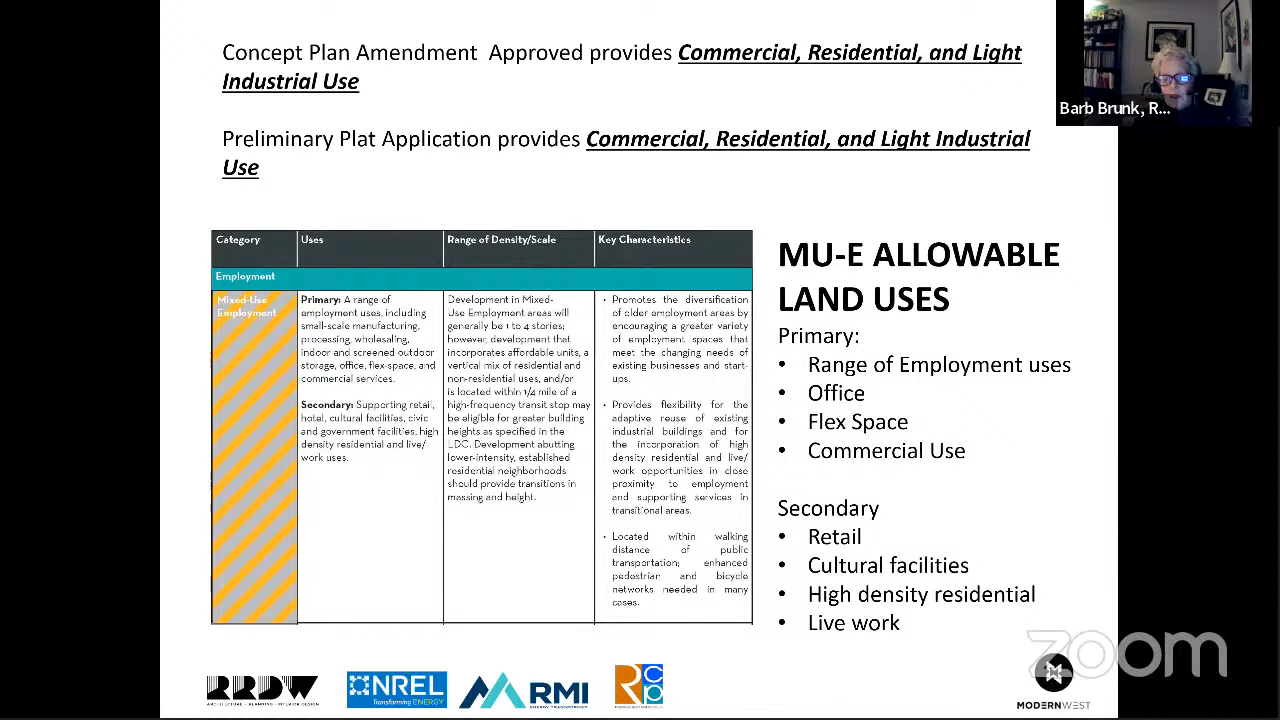 Concept Plan Amendment Approved provides Commercial, Residential, and Light
Industrial Use
Preliminary Plat Application provides Commercial, Residential, and Light Industrial
Use
Barb Brunk, R...
Category
Uses
Range of Density/Scale
Key Characteristics
Employment
Mixed-Use
Employment
Primary: A range of
employment uses, including
small-scale manufacturing,
processing, wholesaling,
indoor and screened outdoor
storage, office, flex-space, and
commercial services.
Secondary: Supporting retail,
hotel, cultural facilities, civic
and government facilities, high
density residential and live/
work uses.
Development in Mixed-
Use Employment areas will
generally be 1 to 4 stories;
however, development that
incorporates affordable units, a
vertical mix of residential and
non-residential uses, and/or
is located within 1/4 mile of a
high-frequency transit stop may
be eligible for greater building
heights as specified in the
LDC. Development abutting
lower-intensity, established
residential neighborhoods
should provide transitions in
massing and height.
• Promotes the diversification
of older employment areas by
encouraging a greater variety
of employment spaces that
meet the changing needs of
existing businesses and start-
ups.
• Provides flexibility for the
adaptive reuse of existing
industrial buildings and for
the incorporation of high
density residential and live/
work opportunities in close
proximity to employment
and supporting services in
transitional areas.
• Located within walking
distance of public
transportation; enhanced
pedestrian and bicycle
networks needed in many
cases.
MU-E ALLOWABLE
LAND USES
Primary:
• Range of Employment uses
• Office
• Flex Space
• Commercial Use
Secondary
• Retail
• Cultural facilities
• High density residential
• Live work
zoom
RRDW
ARCHITECTURE · PLANNING · INTERIOR DESIGN
NREL
Transforming ENERGY
RMI
ENERGY TRANSFORMED
RCP
MODERNWEST